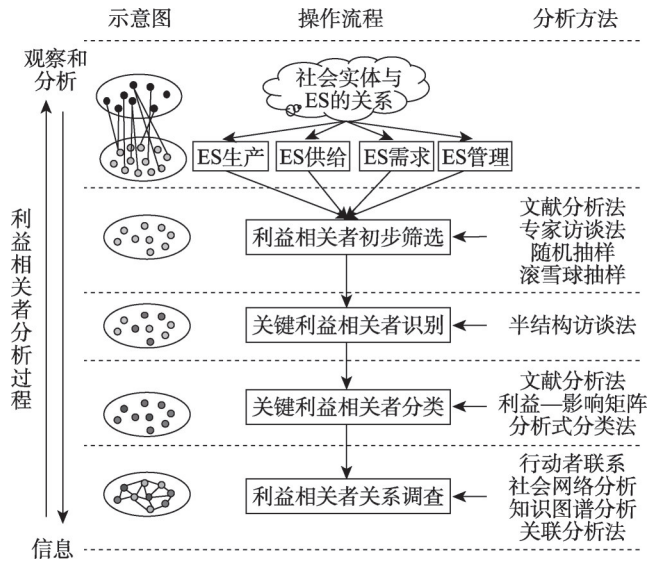 示意图
操作流程
分析方法
观察和
分析
社会实体与
ES的关系
ES生产
ES供给
ES需求
ES管理
利益相关者分析过程
利益相关者初步筛选
文献分析法
专家访谈法
随机抽样
滚雪球抽样
关键利益相关者识别
半结构访谈法
关键利益相关者分类
文献分析法
利益—影响矩阵
分析式分类法
利益相关者关系调查
行动者联系
社会网络分析
知识图谱分析
关联分析法
信息